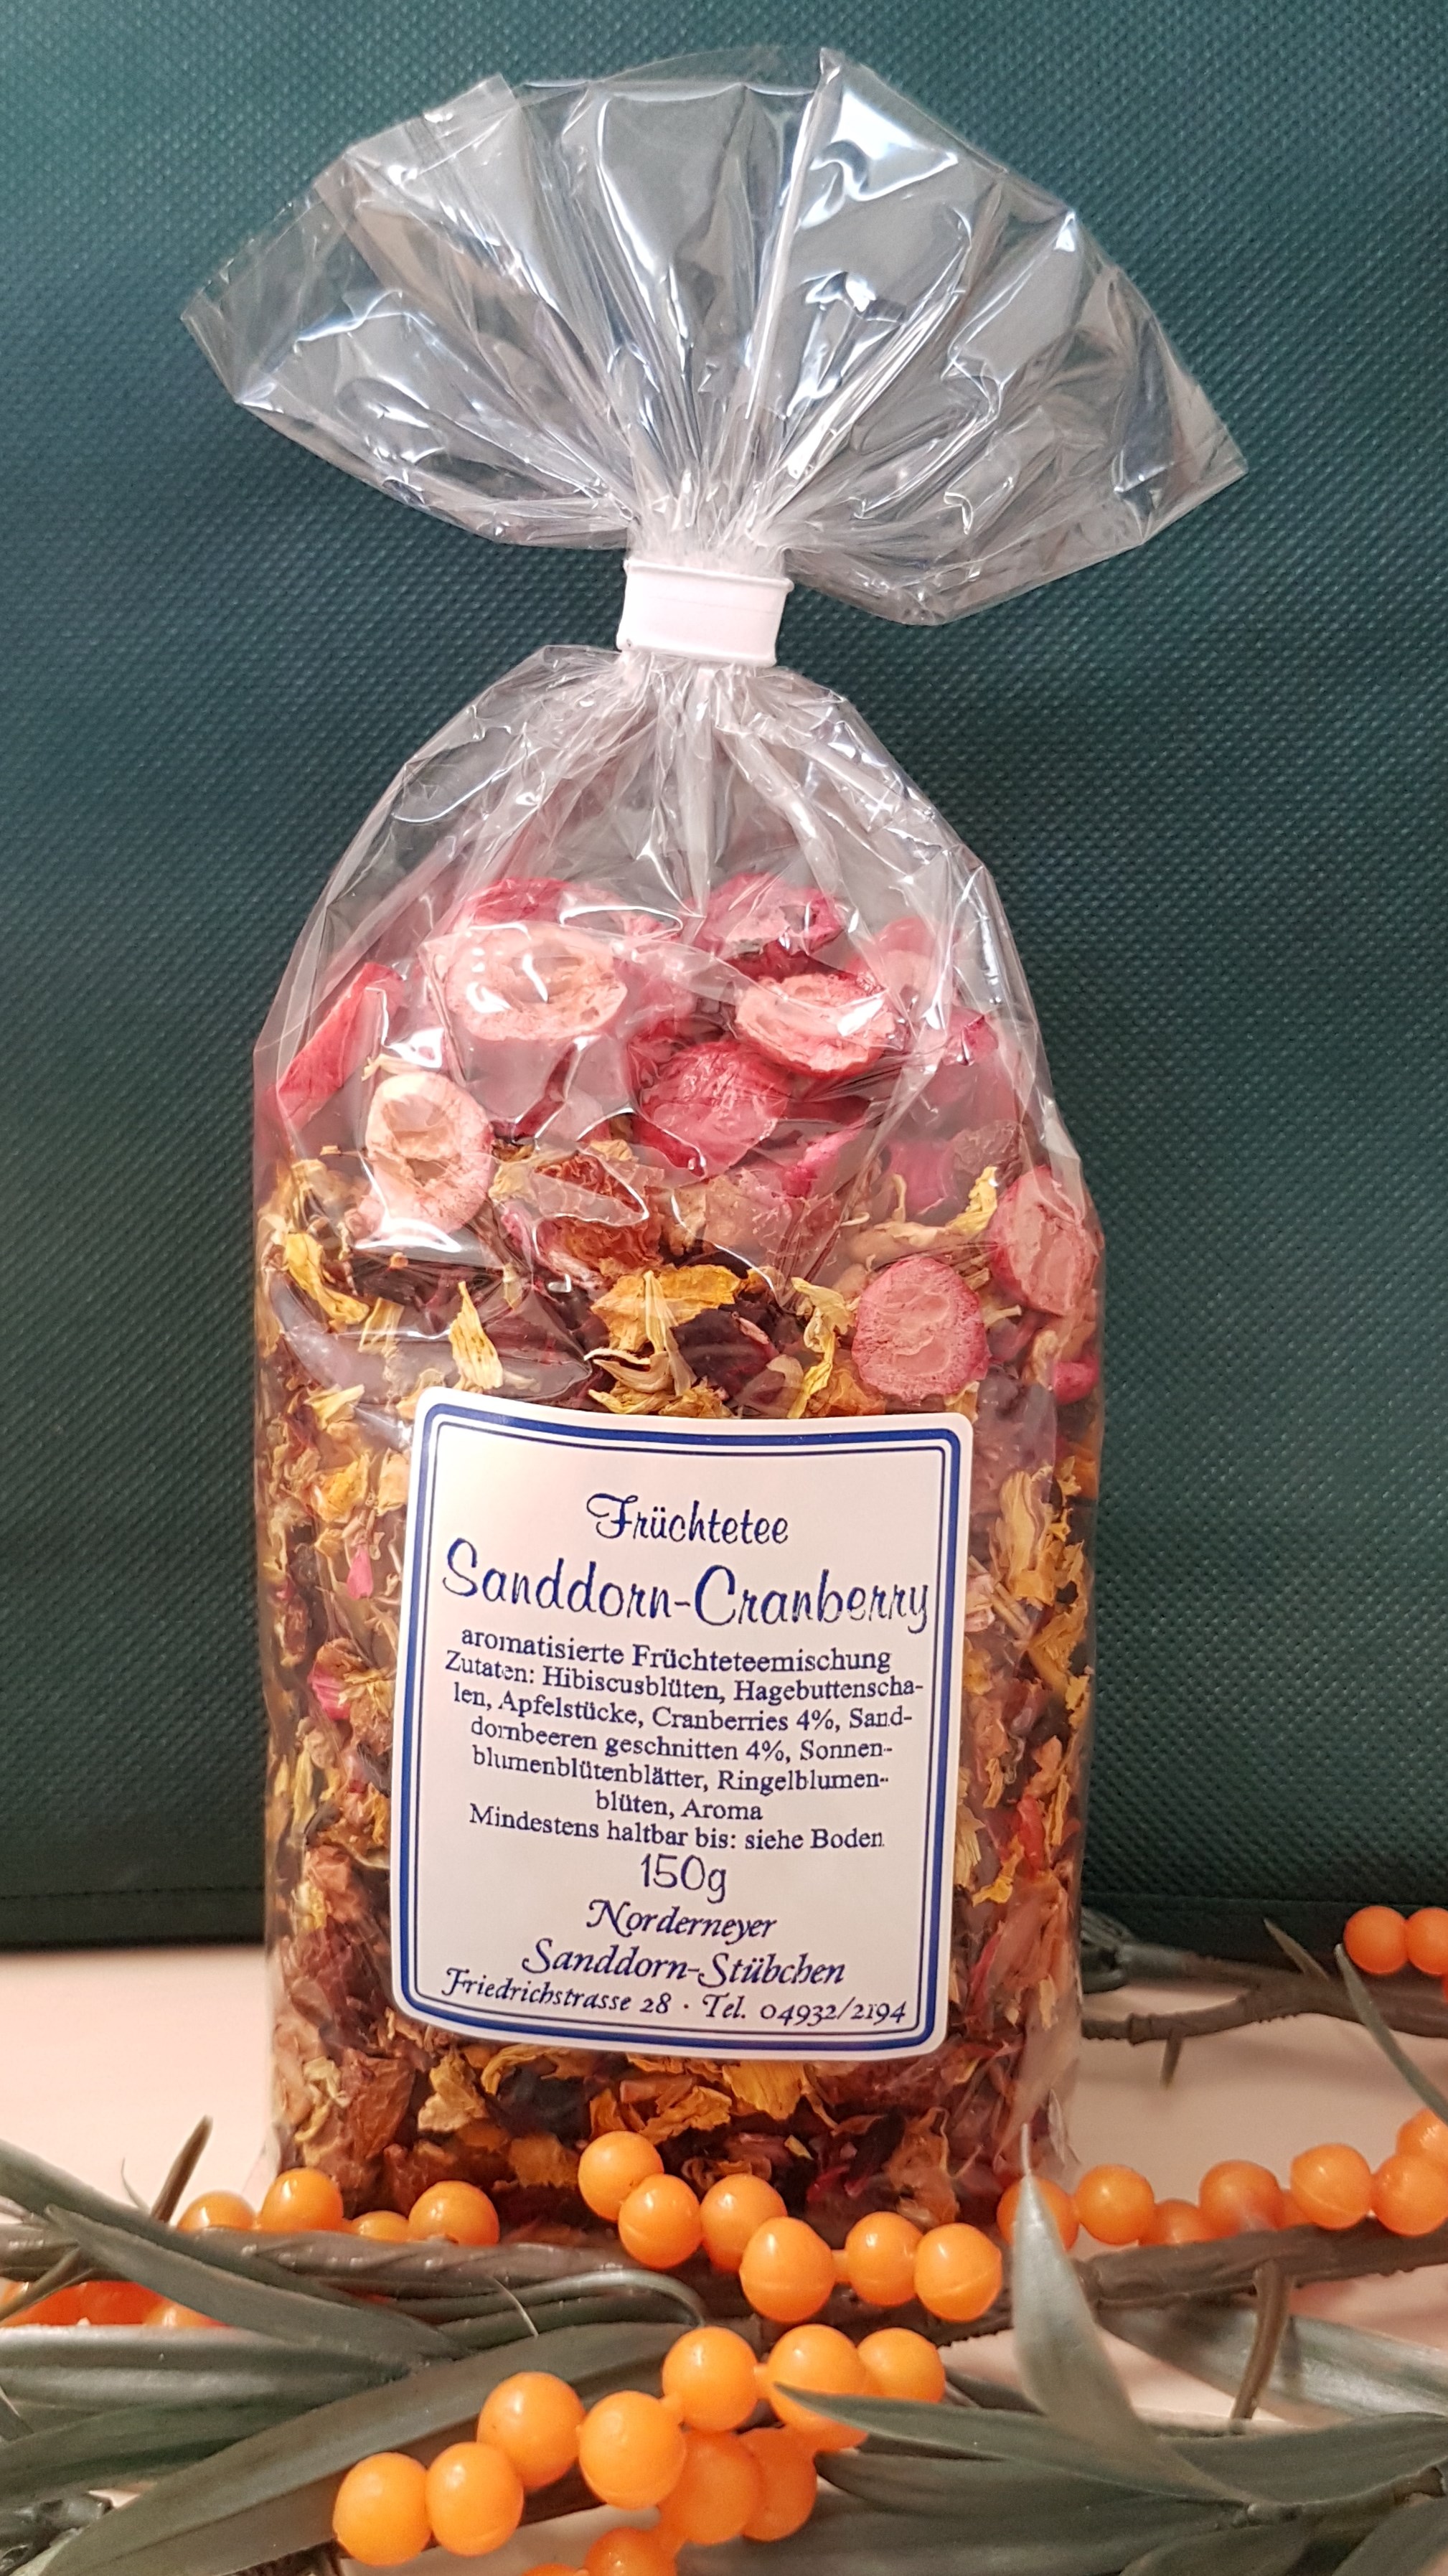 Früchtetee
Sanddorn-Cranberry
aromatisierte Früchteteemischung
Zutaten: Hibiscusblüten, Hagebuttenscha-
len, Apfelstücke, Cranberries 4%, Sand-
dornbeeren geschnitten 4%, Sonnen-
blumenblütenblätter, Ringelblumen-
blüten, Aroma
Mindestens haltbar bis: siehe Boden
150g
Norderneyer
Sanddorn-Stübchen
Friedrichstrasse 28 · Tel. 04932/2194